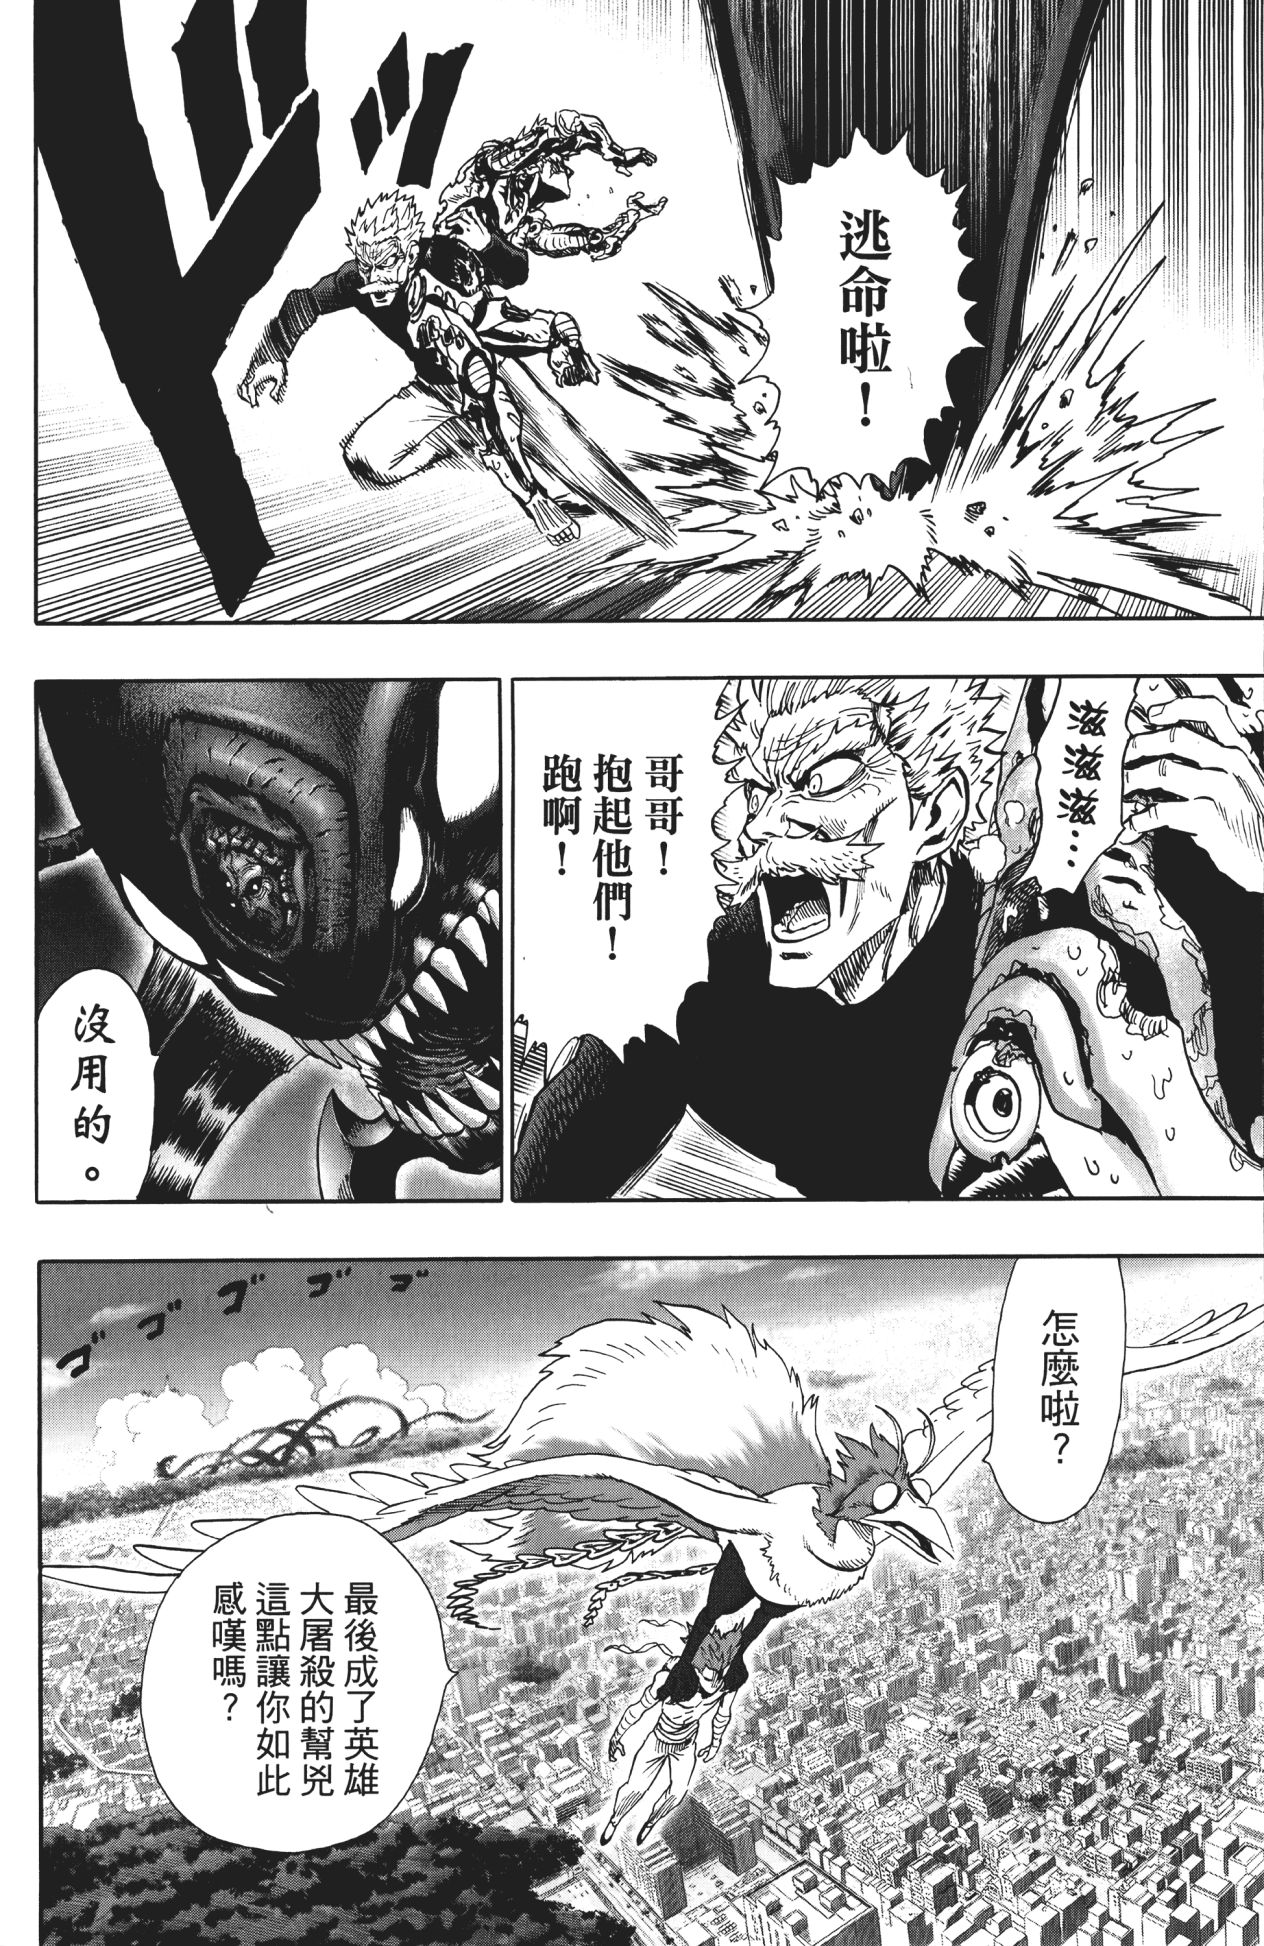 逃命啦！
滋滋滋…
哥哥！
抱起他們！
跑啊！
沒用的。
怎麼啦？
最後成了英雄
大屠殺的幫兇
這點讓你如此
感嘆嗎？
ゴゴゴゴゴゴ